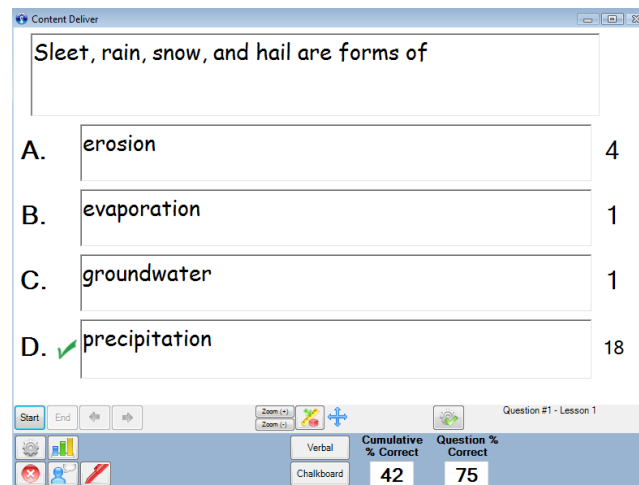 Content Deliver
Sleet, rain, snow, and hail are forms of
A. erosion 4
B. evaporation 1
C. groundwater 1
D. precipitation 18
Start End Zoom (+) Question #1 - Lesson 1
Zoom (-)
Verbal Cumulative % Correct Question % Correct
Chalkboard 42 75